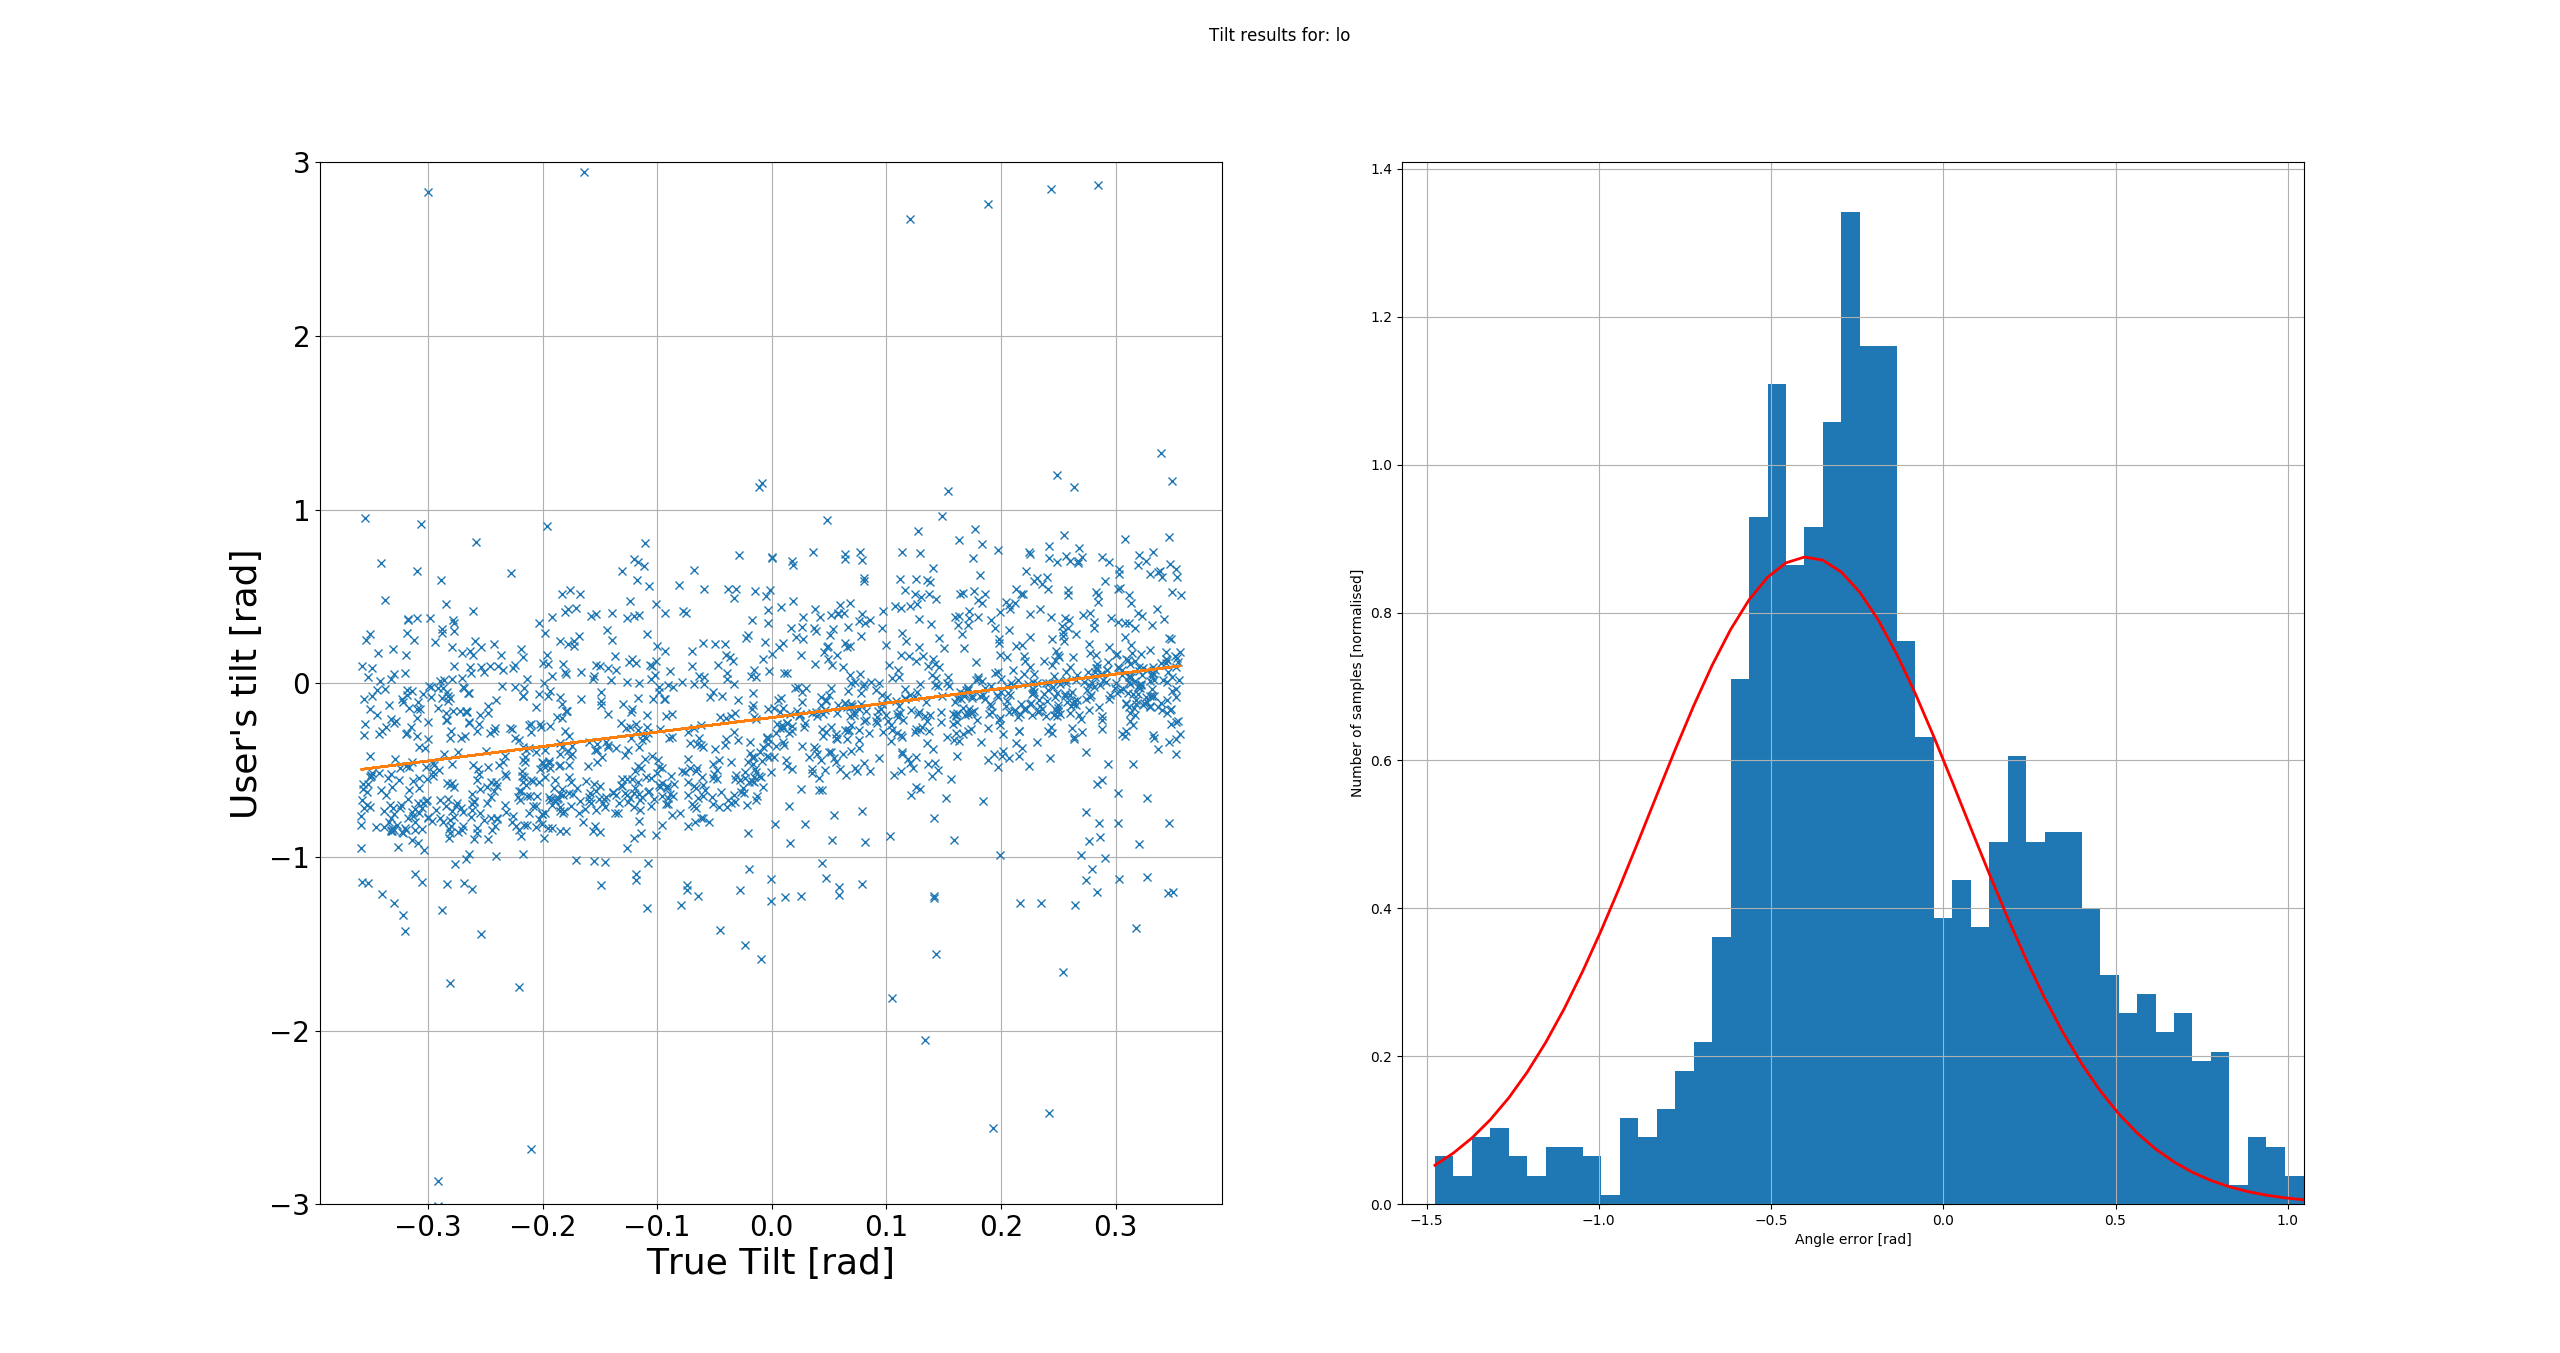 Tilt results for: lo
3
2
1
0
−1
−2
−3
User's tilt [rad]
−0.3 −0.2 −0.1 0.0 0.1 0.2 0.3
True Tilt [rad]
1.4
1.2
1.0
0.8
0.6
0.4
0.2
0.0
Number of samples [normalised]
−1.5 −1.0 −0.5 0.0 0.5 1.0
Angle error [rad]